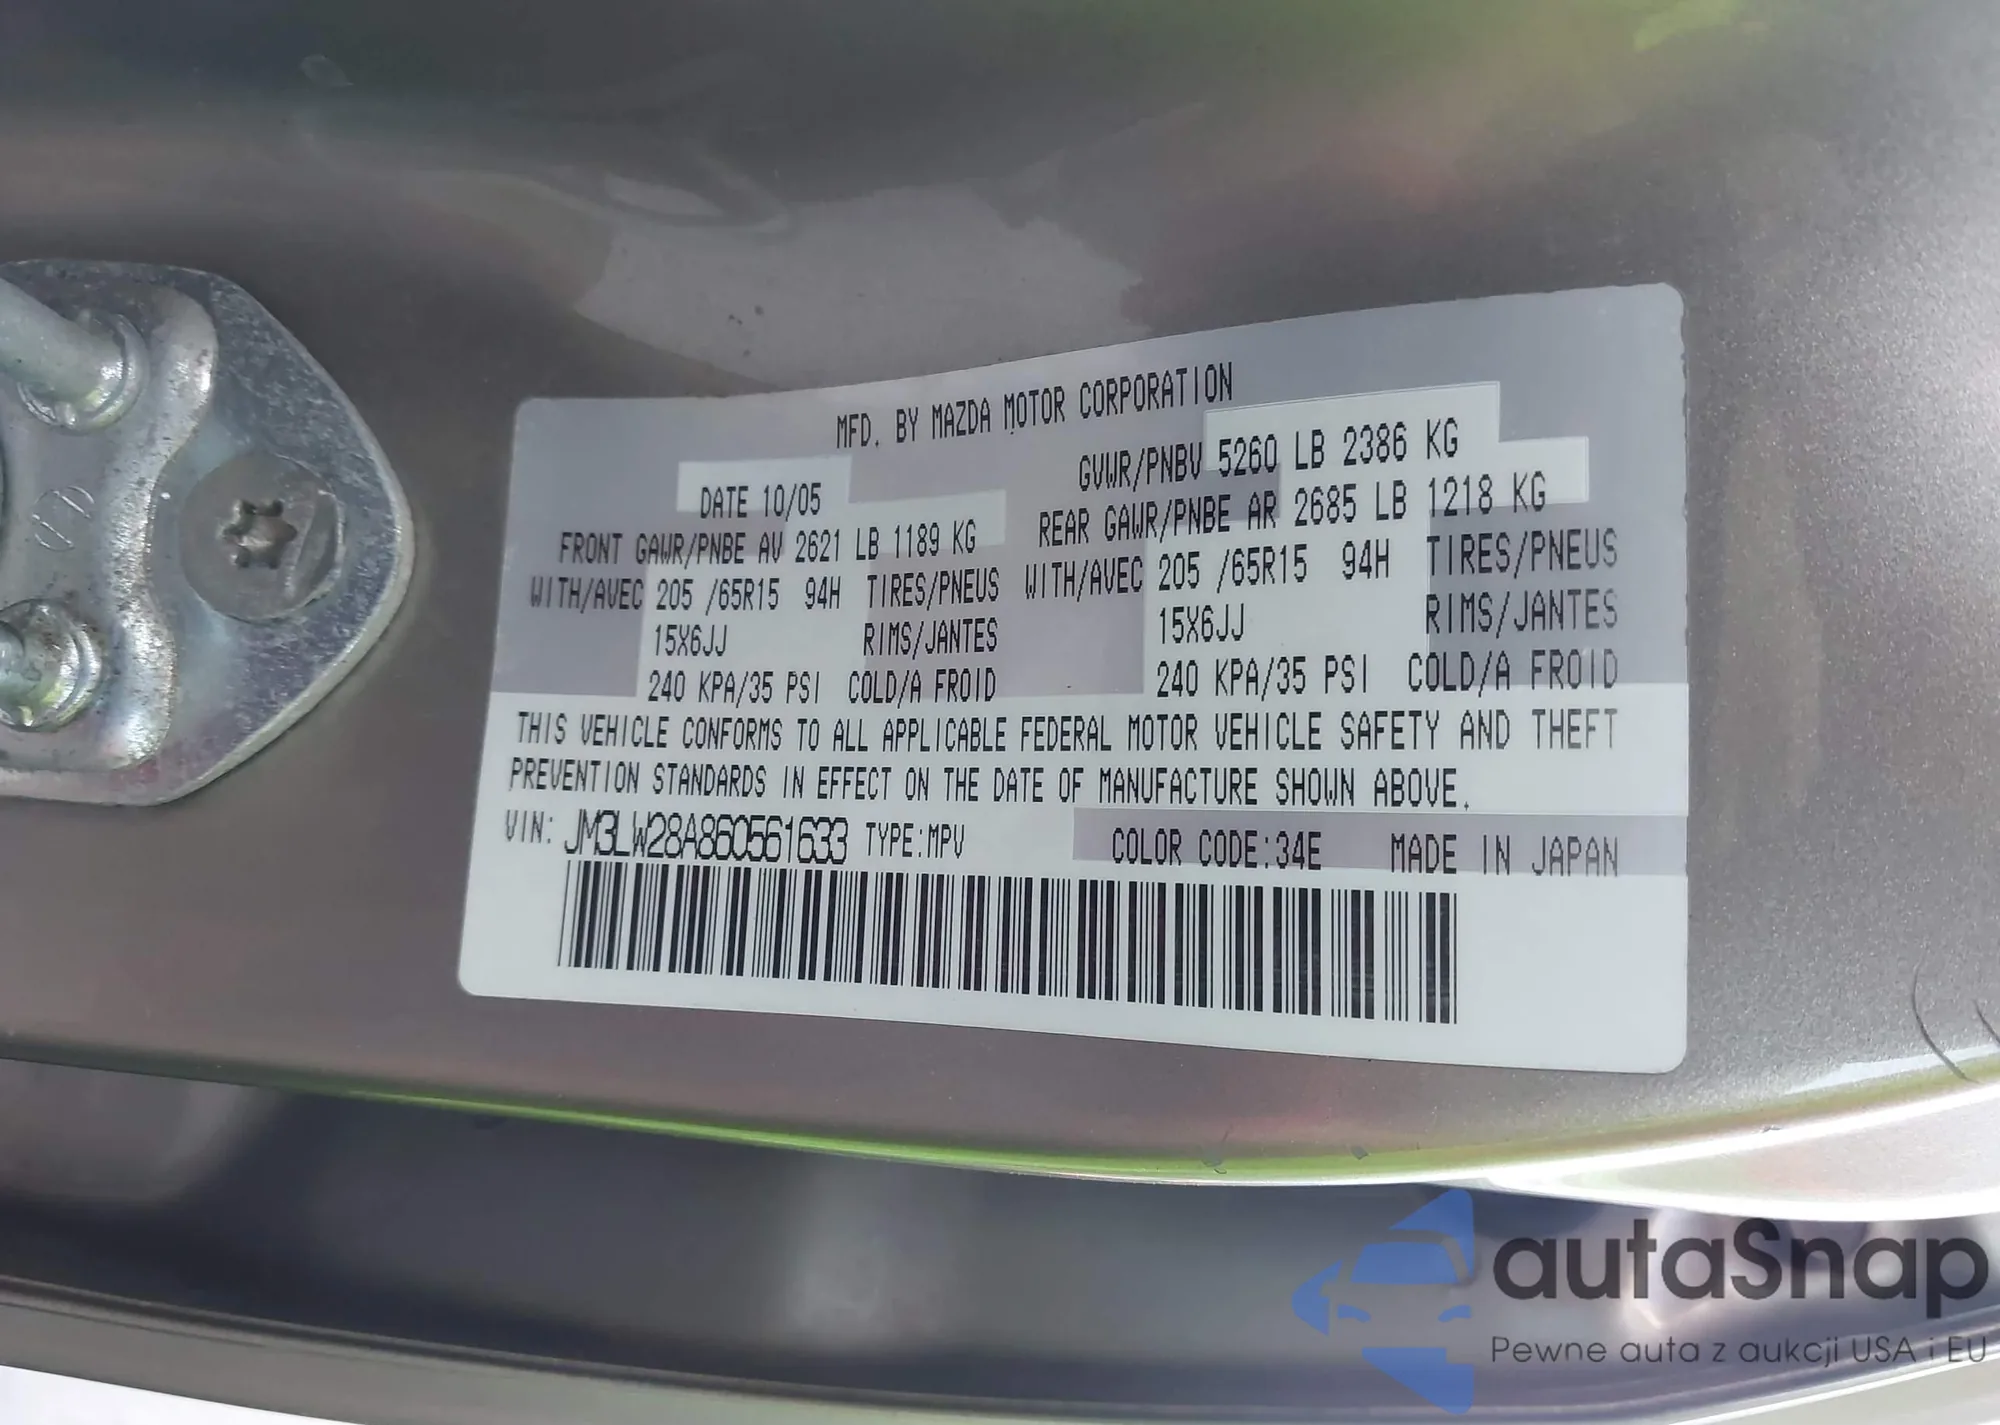 MFD. BY MAZDA MOTOR CORPORATION
DATE 10/05
GVWR/PNBV 5260 LB 2386 KG
FRONT GAWR/PNBE AV 2621 LB 1189 KG
REAR GAWR/PNBE AR 2685 LB 1218 KG
WITH/AVEC 205 /65R15 94H TIRES/PNEUS
WITH/AVEC 205 /65R15 94H TIRES/PNEUS
15X6JJ RIMS/JANTES
15X6JJ RIMS/JANTES
240 KPA/35 PSI COLD/A FROID
240 KPA/35 PSI COLD/A FROID
THIS VEHICLE CONFORMS TO ALL APPLICABLE FEDERAL MOTOR VEHICLE SAFETY AND THEFT
PREVENTION STANDARDS IN EFFECT ON THE DATE OF MANUFACTURE SHOWN ABOVE.
VIN: JM3LW28A860561633 TYPE:MPV COLOR CODE:34E MADE IN JAPAN
autaSnap
Pewne auta z aukcji USA i EU